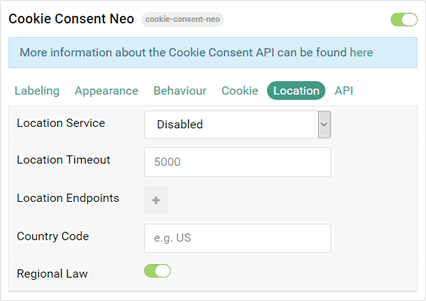 Cookie Consent Neo cookie-consent-neo
More information about the Cookie Consent API can be found here
Labeling Appearance Behaviour Cookie Location API
Location Service Disabled
Location Timeout 5000
Location Endpoints +
Country Code e.g. US
Regional Law